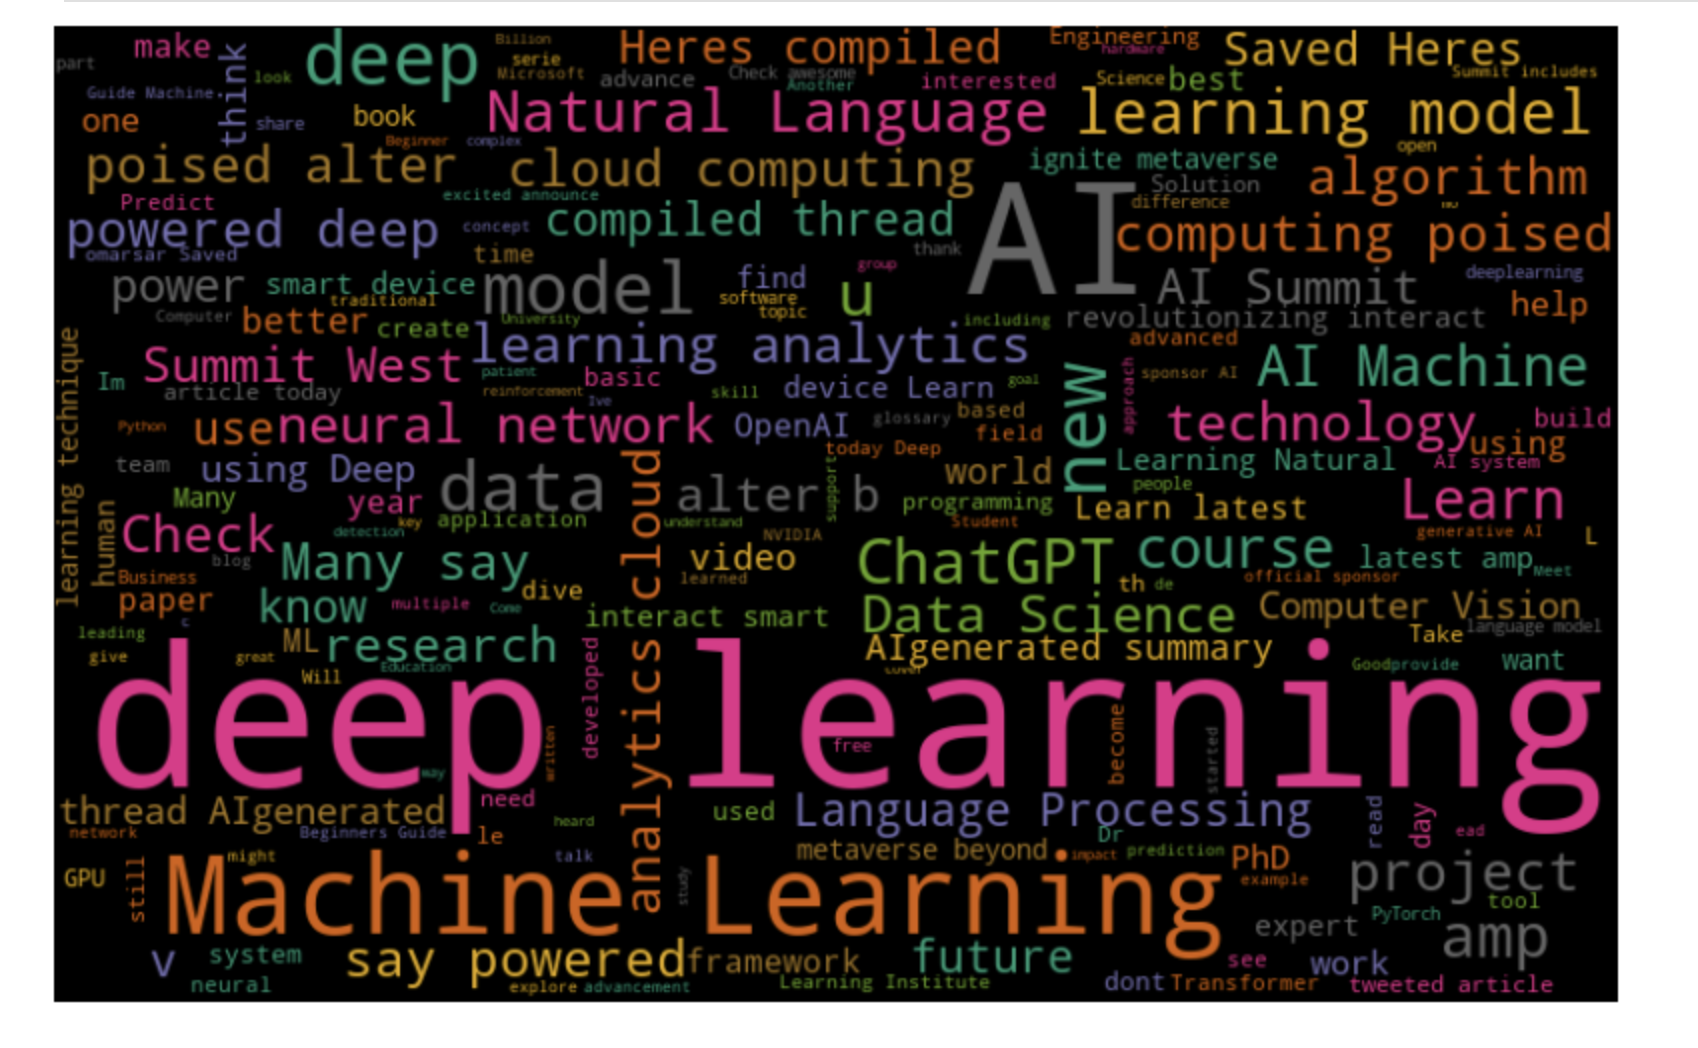 make
deep
Billion
serie
Microsoft
Heres compiled
Engineering
hardware
Saved Heres
part
think
look
advance
Check awesome
Another
interested
Science
best
Summit includes
Guide Machine
one
share
book
Natural Language
learning model
Beginner
complex
open
poised alter
cloud computing
ignite metaverse
algorithm
Predict
excited announce
AI
Solution
difference
powered deep
concept
compiled thread
computing poised
omarsar Saved
time
thank
power
smart device
model
find
group
AI Summit
deeplearning
traditional
software
topic
u
help
Computer
better
create
University
including
revolutionizing interact
learning technique
Summit West
learning analytics
advanced
Im
article today
patient
basic
reinforcement
Ive
skill
device Learn
goal
new
approach
sponsor AI
AI Machine
Python
use
neural network
OpenAI
glossary
based
field
technology
build
using
team
using Deep
today Deep
world
Learning Natural
AI system
Many
year
data
cloud
alter b
support
programming
people
Learn latest
Learn
human
Check
detection
key
application
understand
NVIDIA
Student
generative AI
L
blog
Many say
video
ChatGPT
course
latest amp
Meet
Business
paper
know
multiple
Come
dive
learned
th
de
official sponsor
c
interact smart
Data Science
Computer Vision
leading
ML
research
AIgenerated summary
Take
language model
give
great
Will
Education
developed
analytics
cover
Good
provide
want
deep learning
way
written
free
become
started
thread AIgenerated
need
used
Language Processing
read
day
network
Beginners Guide
le
heard
Dr
ead
GPU
still
might
talk
metaverse beyond
impact
prediction
PhD
example
project
Machine Learning
study
tool
expert
PyTorch
amp
v
system
say powered
framework
future
see
work
neural
explore
advancement
Learning Institute
dont
Transformer
tweeted article